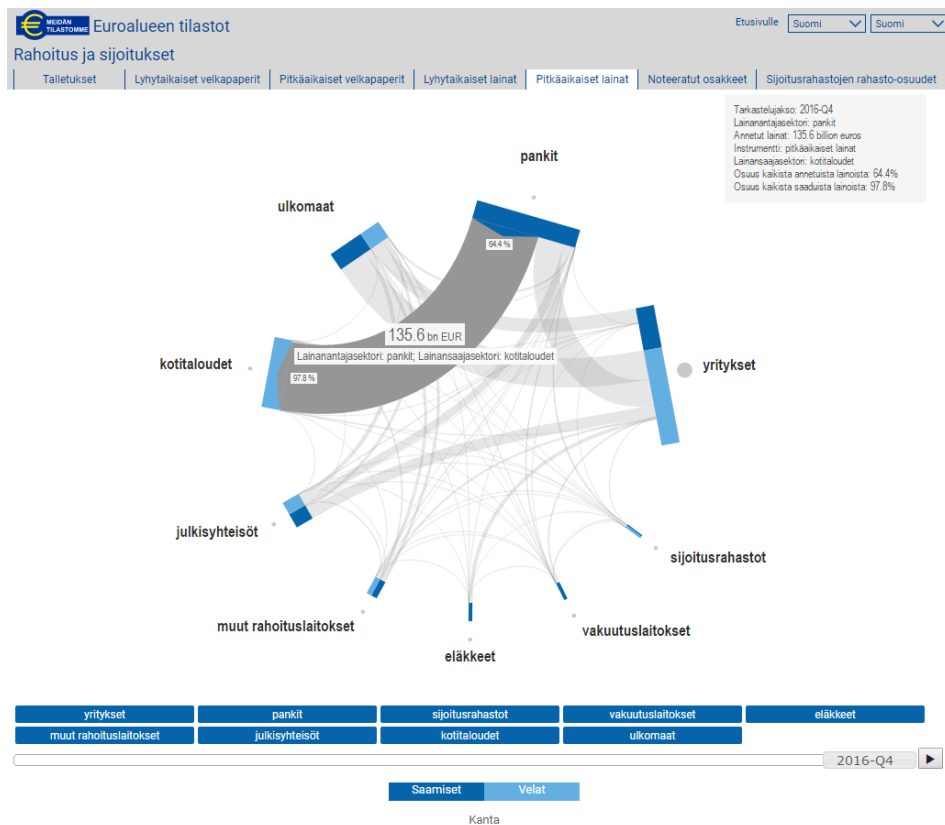 MEIDÄN
TILASTOMME
Euroalueen tilastot
Etusivulle
Suomi
Suomi
Rahoitus ja sijoitukset
Talletukset
Lyhytaikaiset velkapaperit
Pitkäaikaiset velkapaperit
Lyhytaikaiset lainat
Pitkäaikaiset lainat
Noteeratut osakkeet
Sijoitusrahastojen rahasto-osuudet
Tarkastelujakso: 2016-Q4
Lainanantajasektori: pankit
Annetut lainat: 135.6 billion euros
Instrumentti: pitkäaikaiset lainat
Lainansaajasektori: kotitaloudet
Osuus kaikista annetuista lainoista: 64.4%
Osuus kaikista saaduista lainoista: 97.8%
pankit
ulkomaat
64.4 %
135.6 bn EUR
Lainanantajasektori: pankit; Lainansaajasektori: kotitaloudet
kotitaloudet
97.8 %
yritykset
julkisyhteisöt
sijoitusrahastot
muut rahoituslaitokset
vakuutuslaitokset
eläkkeet
yritykset
pankit
sijoitusrahastot
vakuutuslaitokset
eläkkeet
muut rahoituslaitokset
julkisyhteisöt
kotitaloudet
ulkomaat
2016-Q4
Saamiset
Velat
Kanta